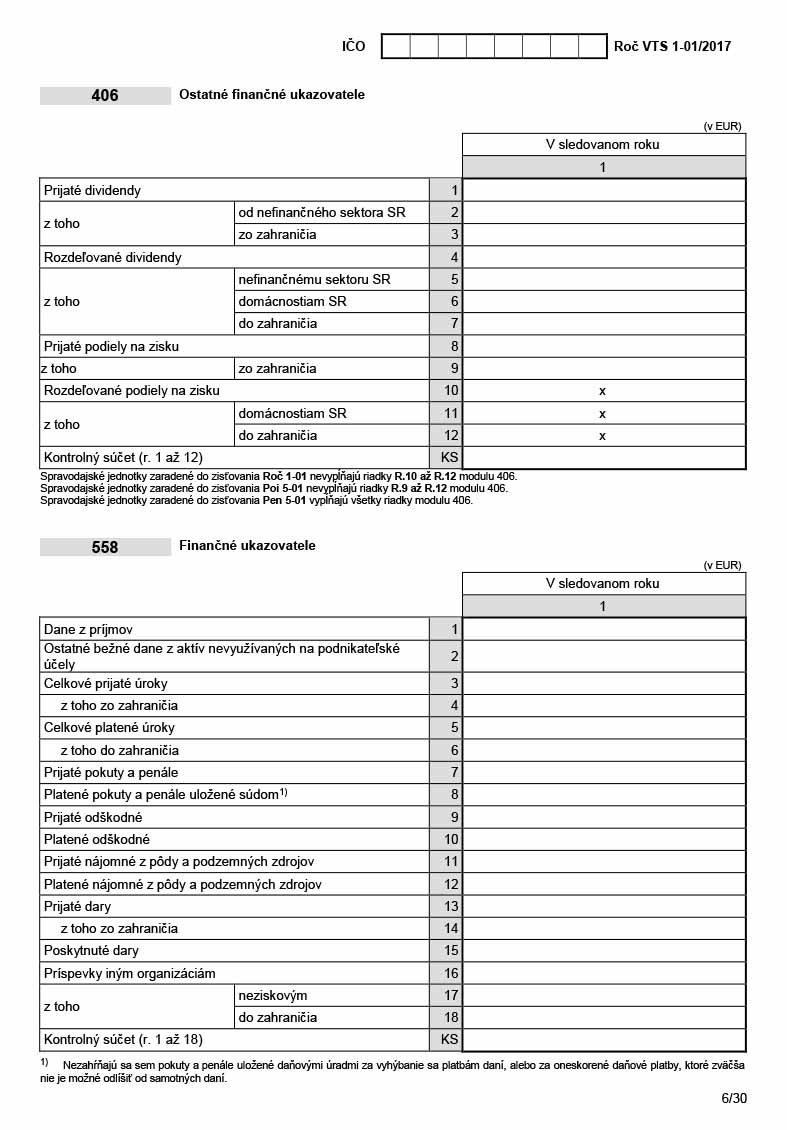 IČO Roč VTS 1-01/2017
406 Ostatné finančné ukazovatele
(v EUR)
V sledovanom roku
1
Prijaté dividendy 1
z toho od nefinančného sektora SR 2
zo zahraničia 3
Rozdeľované dividendy 4
z toho nefinančnému sektoru SR 5
domácnostiam SR 6
do zahraničia 7
Prijaté podiely na zisku 8
z toho zo zahraničia 9
Rozdeľované podiely na zisku 10 x
z toho domácnostiam SR 11 x
do zahraničia 12 x
Kontrolný súčet (r. 1 až 12) KS
Spravodajské jednotky zaradené do zisťovania Roč 1-01 nevypĺňajú riadky R.10 až R.12 modulu 406.
Spravodajské jednotky zaradené do zisťovania Poi 5-01 nevypĺňajú riadky R.9 až R.12 modulu 406.
Spravodajské jednotky zaradené do zisťovania Pen 5-01 vypĺňajú všetky riadky modulu 406.
558 Finančné ukazovatele
(v EUR)
V sledovanom roku
1
Dane z príjmov 1
Ostatné bežné dane z aktív nevyužívaných na podnikateľské
účely 2
Celkové prijaté úroky 3
z toho zo zahraničia 4
Celkové platené úroky 5
z toho do zahraničia 6
Prijaté pokuty a penále 7
Platené pokuty a penále uložené súdom1) 8
Prijaté odškodné 9
Platené odškodné 10
Prijaté nájomné z pôdy a podzemných zdrojov 11
Platené nájomné z pôdy a podzemných zdrojov 12
Prijaté dary 13
z toho zo zahraničia 14
Poskytnuté dary 15
Príspevky iným organizáciám 16
z toho neziskovým 17
do zahraničia 18
Kontrolný súčet (r. 1 až 18) KS
1) Nezahŕňajú sa sem pokuty a penále uložené daňovými úradmi za vyhýbanie sa platbám daní, alebo za oneskorené daňové platby, ktoré zväčša
nie je možné odlíšiť od samotných daní.
6/30